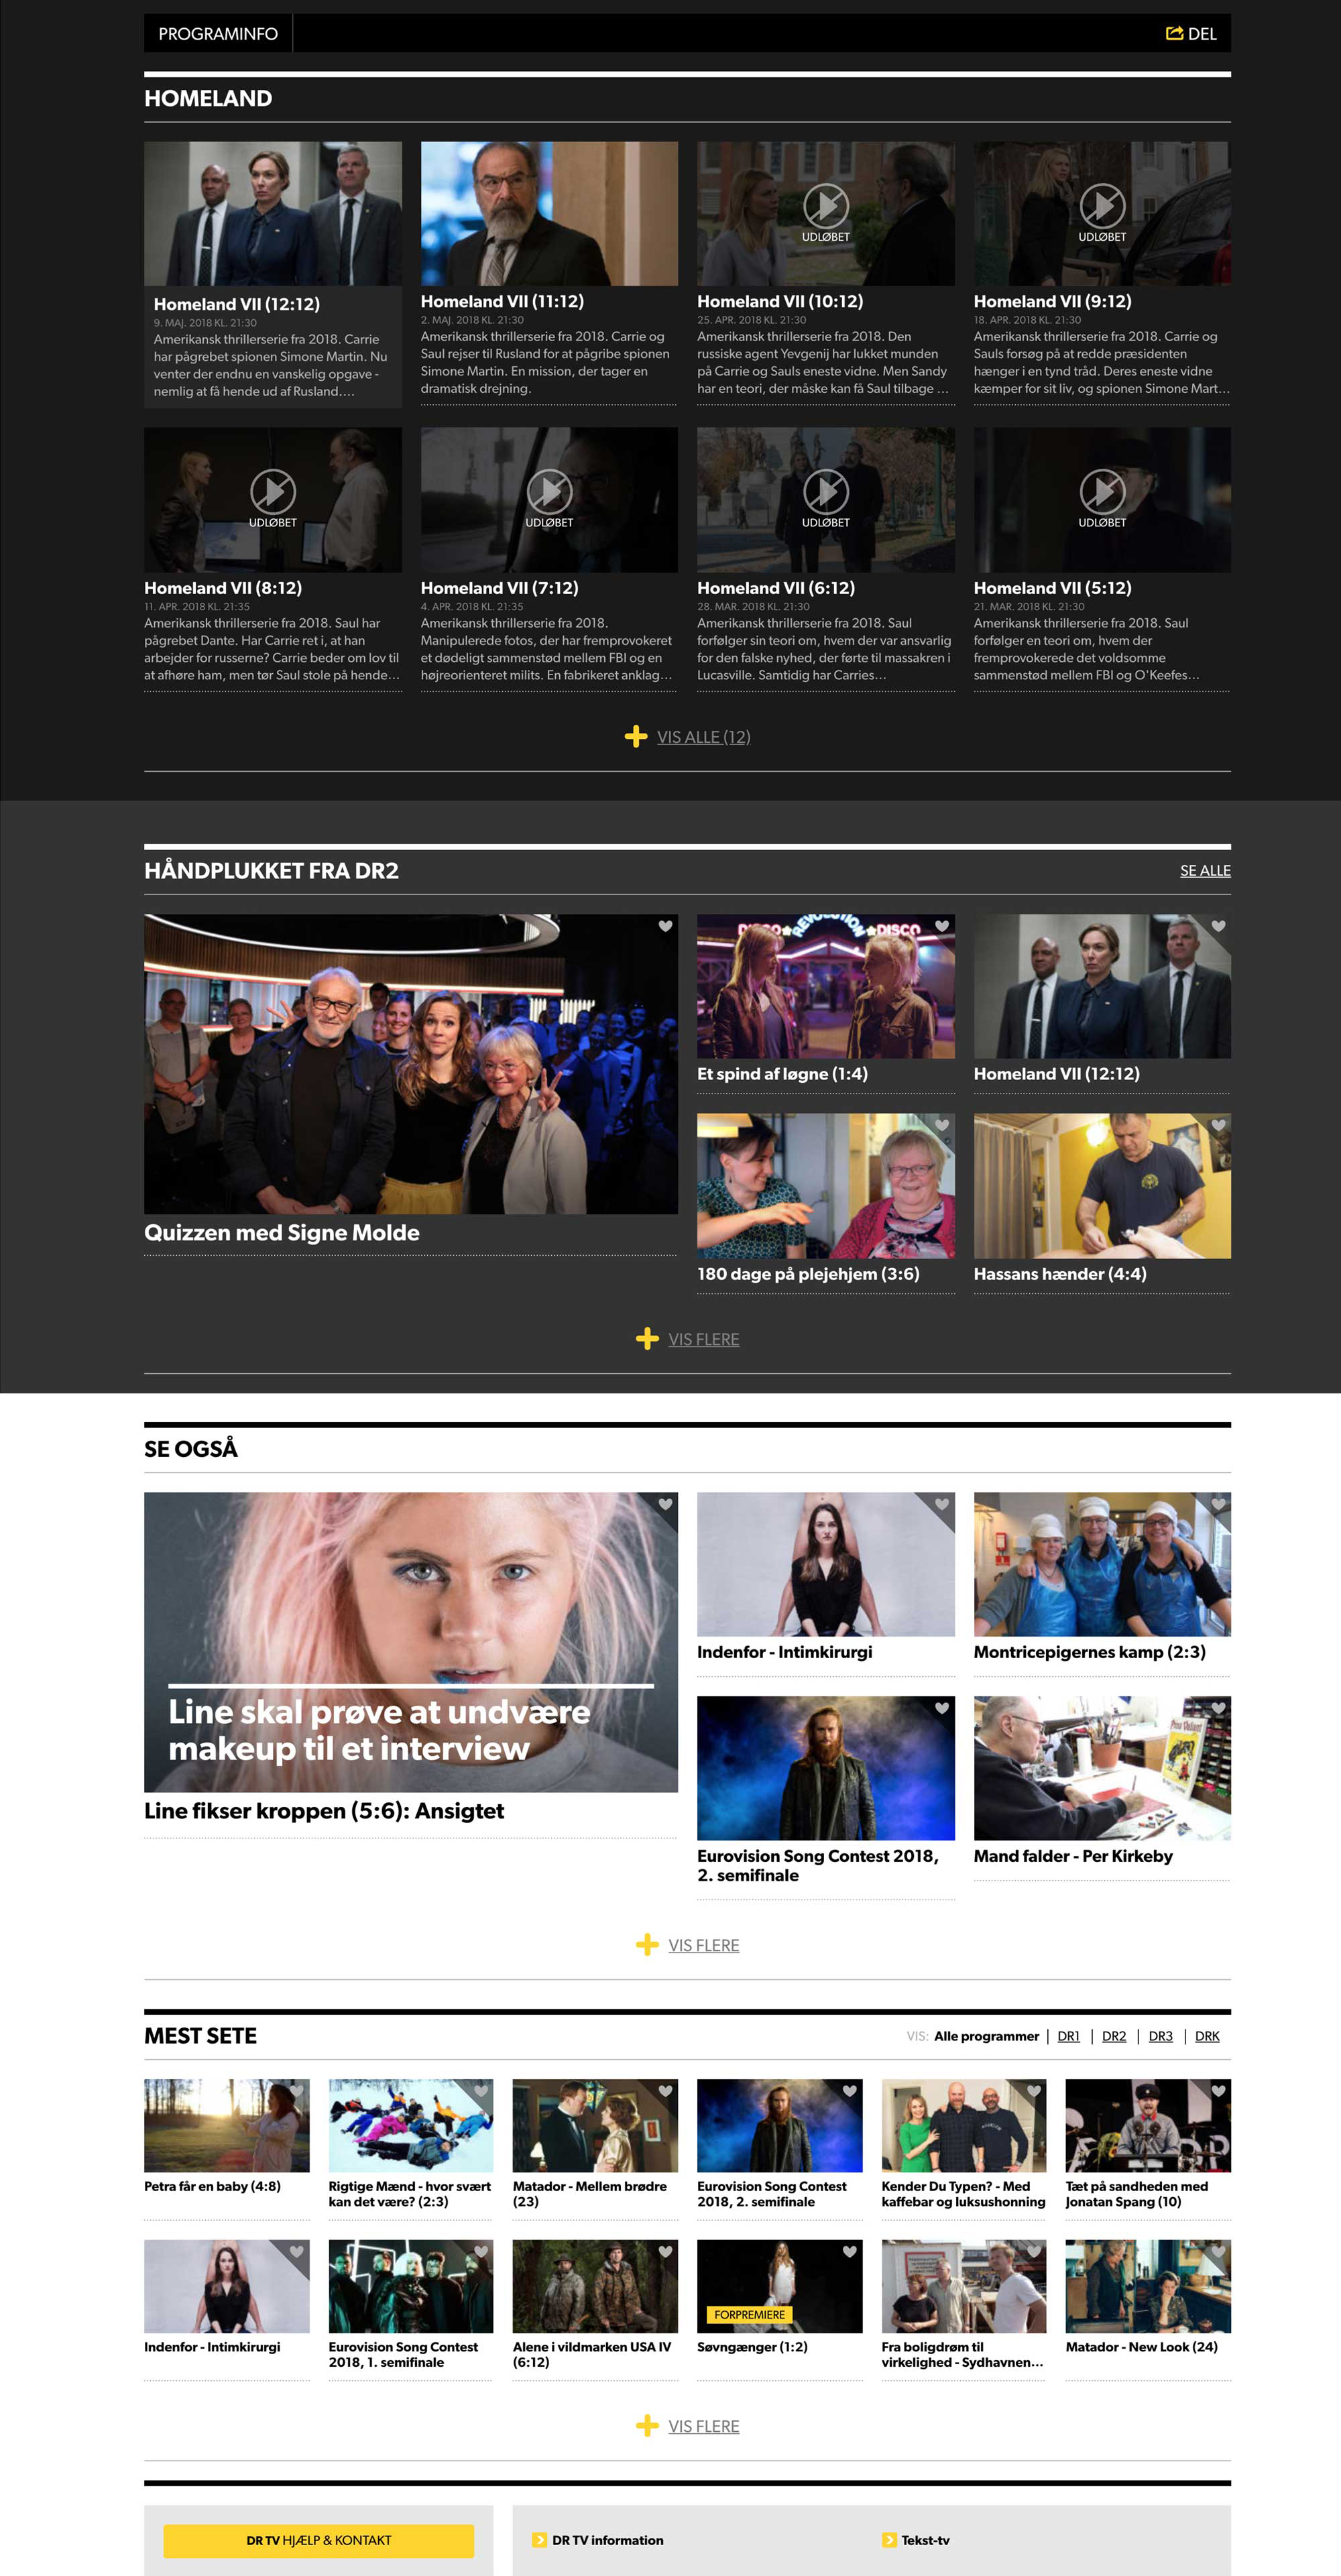 PROGRAMINFO
DEL
HOMELAND
UDLØBET
UDLØBET
Homeland VII (12:12)
9. MAJ. 2018 KL. 21:30
Amerikansk thrillerserie fra 2018. Carrie
har pågrebet spionen Simone Martin. Nu
venter der endnu en vanskelig opgave -
nemlig at få hende ud af Rusland....
Homeland VII (11:12)
2. MAJ. 2018 KL. 21:30
Amerikansk thrillerserie fra 2018. Carrie og
Saul rejser til Rusland for at pågribe spionen
Simone Martin. En mission, der tager en
dramatisk drejning.
Homeland VII (10:12)
25. APR. 2018 KL. 21:30
Amerikansk thrillerserie fra 2018. Den
russiske agent Yevgenij har lukket munden
på Carrie og Sauls eneste vidne. Men Sandy
har en teori, der måske kan få Saul tilbage ...
Homeland VII (9:12)
18. APR. 2018 KL. 21:30
Amerikansk thrillerserie fra 2018. Carrie og
Sauls forsøg på at redde præsidenten
hænger i en tynd tråd. Deres eneste vidne
kæmper for sit liv, og spionen Simone Mart...
UDLØBET
UDLØBET
UDLØBET
UDLØBET
Homeland VII (8:12)
11. APR. 2018 KL. 21:35
Amerikansk thrillerserie fra 2018. Saul har
pågrebet Dante. Har Carrie ret i, at han
arbejder for russerne? Carrie beder om lov til
at afhøre ham, men tør Saul stole på hende...
Homeland VII (7:12)
4. APR. 2018 KL. 21:35
Amerikansk thrillerserie fra 2018.
Manipulerede fotos, der har fremprovokeret
et dødeligt sammenstød mellem FBI og en
højreorienteret milits. En fabrikeret anklag...
Homeland VII (6:12)
28. MAR. 2018 KL. 21:30
Amerikansk thrillerserie fra 2018. Saul
forfølger sin teori om, hvem der var ansvarlig
for den falske nyhed, der førte til massakren i
Lucasville. Samtidig har Carries...
Homeland VII (5:12)
21. MAR. 2018 KL. 21:30
Amerikansk thrillerserie fra 2018. Saul
forfølger en teori om, hvem der
fremprovokerede det voldsomme
sammenstød mellem FBI og O'Keefes...
VIS ALLE (12)
HÅNDPLUKKET FRA DR2
SE ALLE
REVOLUTION
DISCO
DISCO
Quizzen med Signe Molde
Et spind af løgne (1:4)
Homeland VII (12:12)
180 dage på plejehjem (3:6)
Hassans hænder (4:4)
VIS FLERE
SE OGSÅ
Line skal prøve at undvære
makeup til et interview
Line fikser kroppen (5:6): Ansigtet
Indenfor - Intimkirurgi
Montricepigernes kamp (2:3)
Prins Valiant
Eurovision Song Contest 2018,
2. semifinale
Mand falder - Per Kirkeby
VIS FLERE
MEST SETE
VIS: Alle programmer | DR1 | DR2 | DR3 | DRK
Petra får en baby (4:8)
Rigtige Mænd - hvor svært
kan det være? (2:3)
Matador - Mellem brødre
(23)
Eurovision Song Contest
2018, 2. semifinale
Kender Du Typen? - Med
kaffebar og luksushonning
Tæt på sandheden med
Jonatan Spang (10)
FORPREMIERE
Indenfor - Intimkirurgi
Eurovision Song Contest
2018, 1. semifinale
Alene i vildmarken USA IV
(6:12)
Søvngænger (1:2)
Fra boligdrøm til
virkelighed - Sydhavnen...
Matador - New Look (24)
VIS FLERE
DR TV HJÆLP & KONTAKT
DR TV information
Tekst-tv